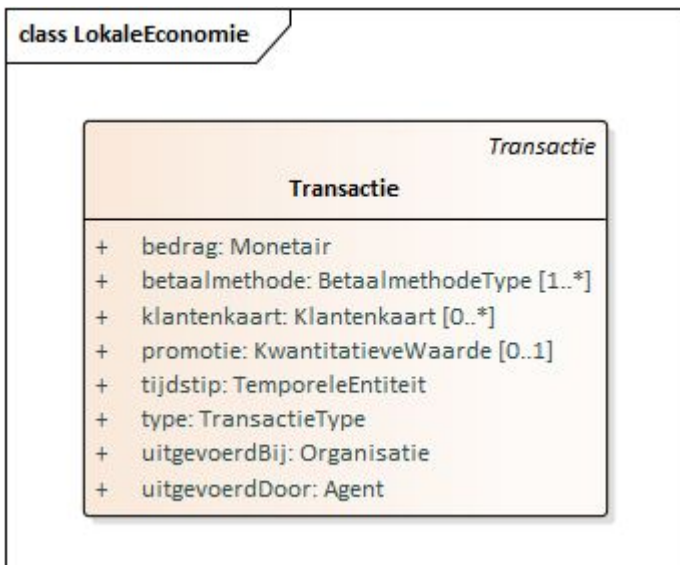 class LokaleEconomie
Transactie
Transactie
+ bedrag: Monetair
+ betaalmethode: BetaalmethodeType [1..*]
+ klantenkaart: Klantenkaart [0..*]
+ promotie: KwantitatieveWaarde [0..1]
+ tijdstip: TemporeleEntiteit
+ type: TransactieType
+ uitgevoerdBij: Organisatie
+ uitgevoerdDoor: Agent